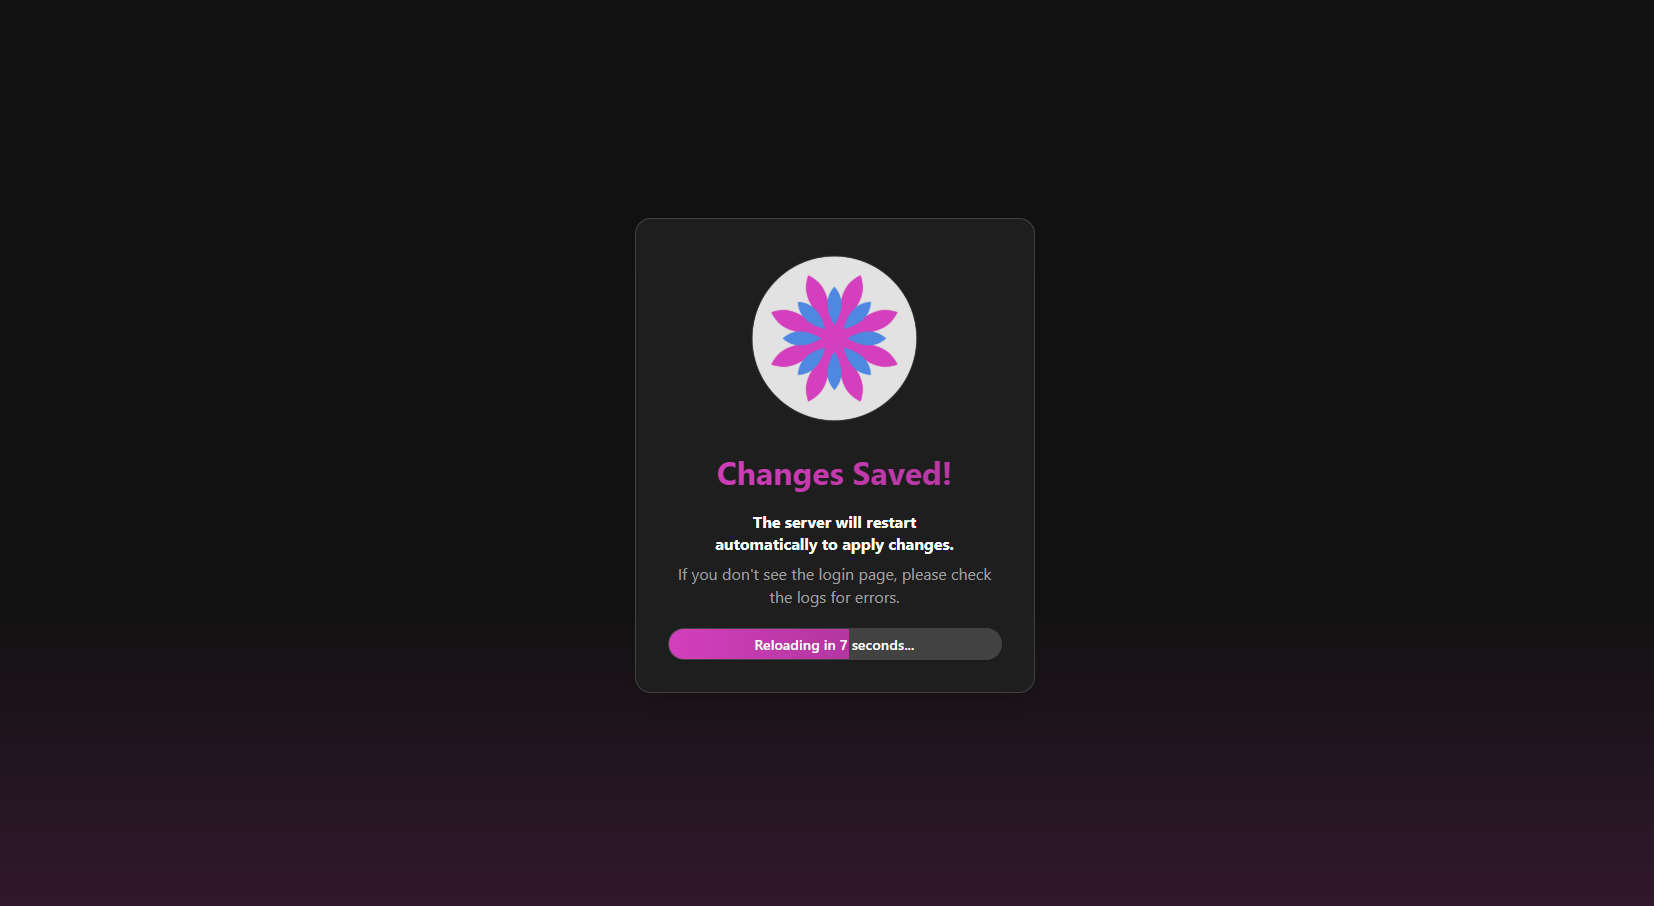 Changes Saved!
The server will restart
automatically to apply changes.
If you don't see the login page, please check
the logs for errors.
Reloading in 7 seconds...